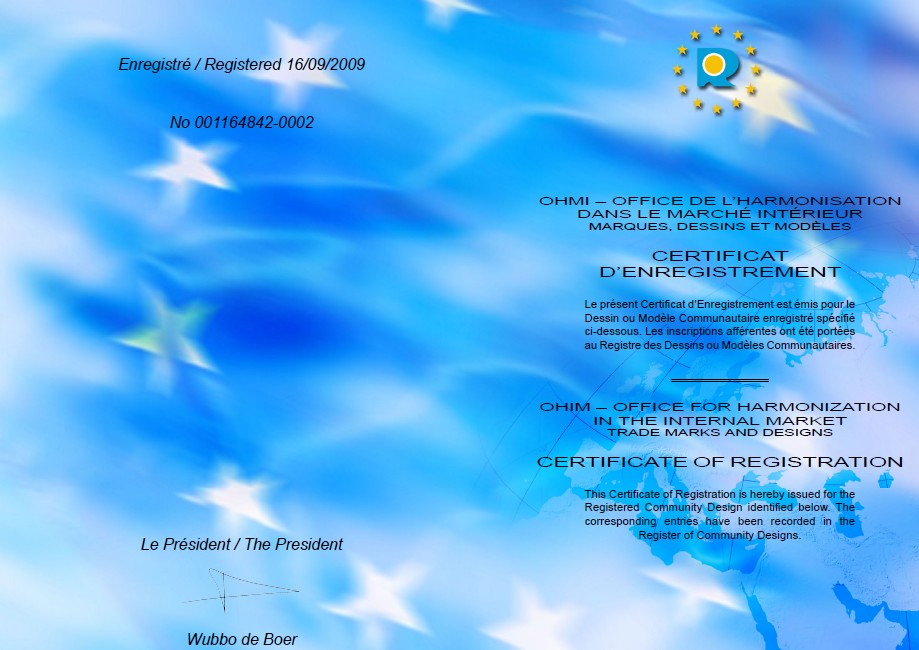 Enregistré / Registered 16/09/2009
No 001164842-0002
Le Président / The President
Wubbo de Boer
OHMI – OFFICE DE L'HARMONISATION
DANS LE MARCHÉ INTÉRIEUR
MARQUES, DESSINS ET MODÈLES
CERTIFICAT
D'ENREGISTREMENT
Le présent Certificat d'Enregistrement est émis pour le
Dessin ou Modèle Communautaire enregistré spécifié
ci-dessous. Les inscriptions afférentes ont été portées
au Registre des Dessins ou Modèles Communautaires.
OHIM – OFFICE FOR HARMONIZATION
IN THE INTERNAL MARKET
TRADE MARKS AND DESIGNS
CERTIFICATE OF REGISTRATION
This Certificate of Registration is hereby issued for the
Registered Community Design identified below. The
corresponding entries have been recorded in the
Register of Community Designs.